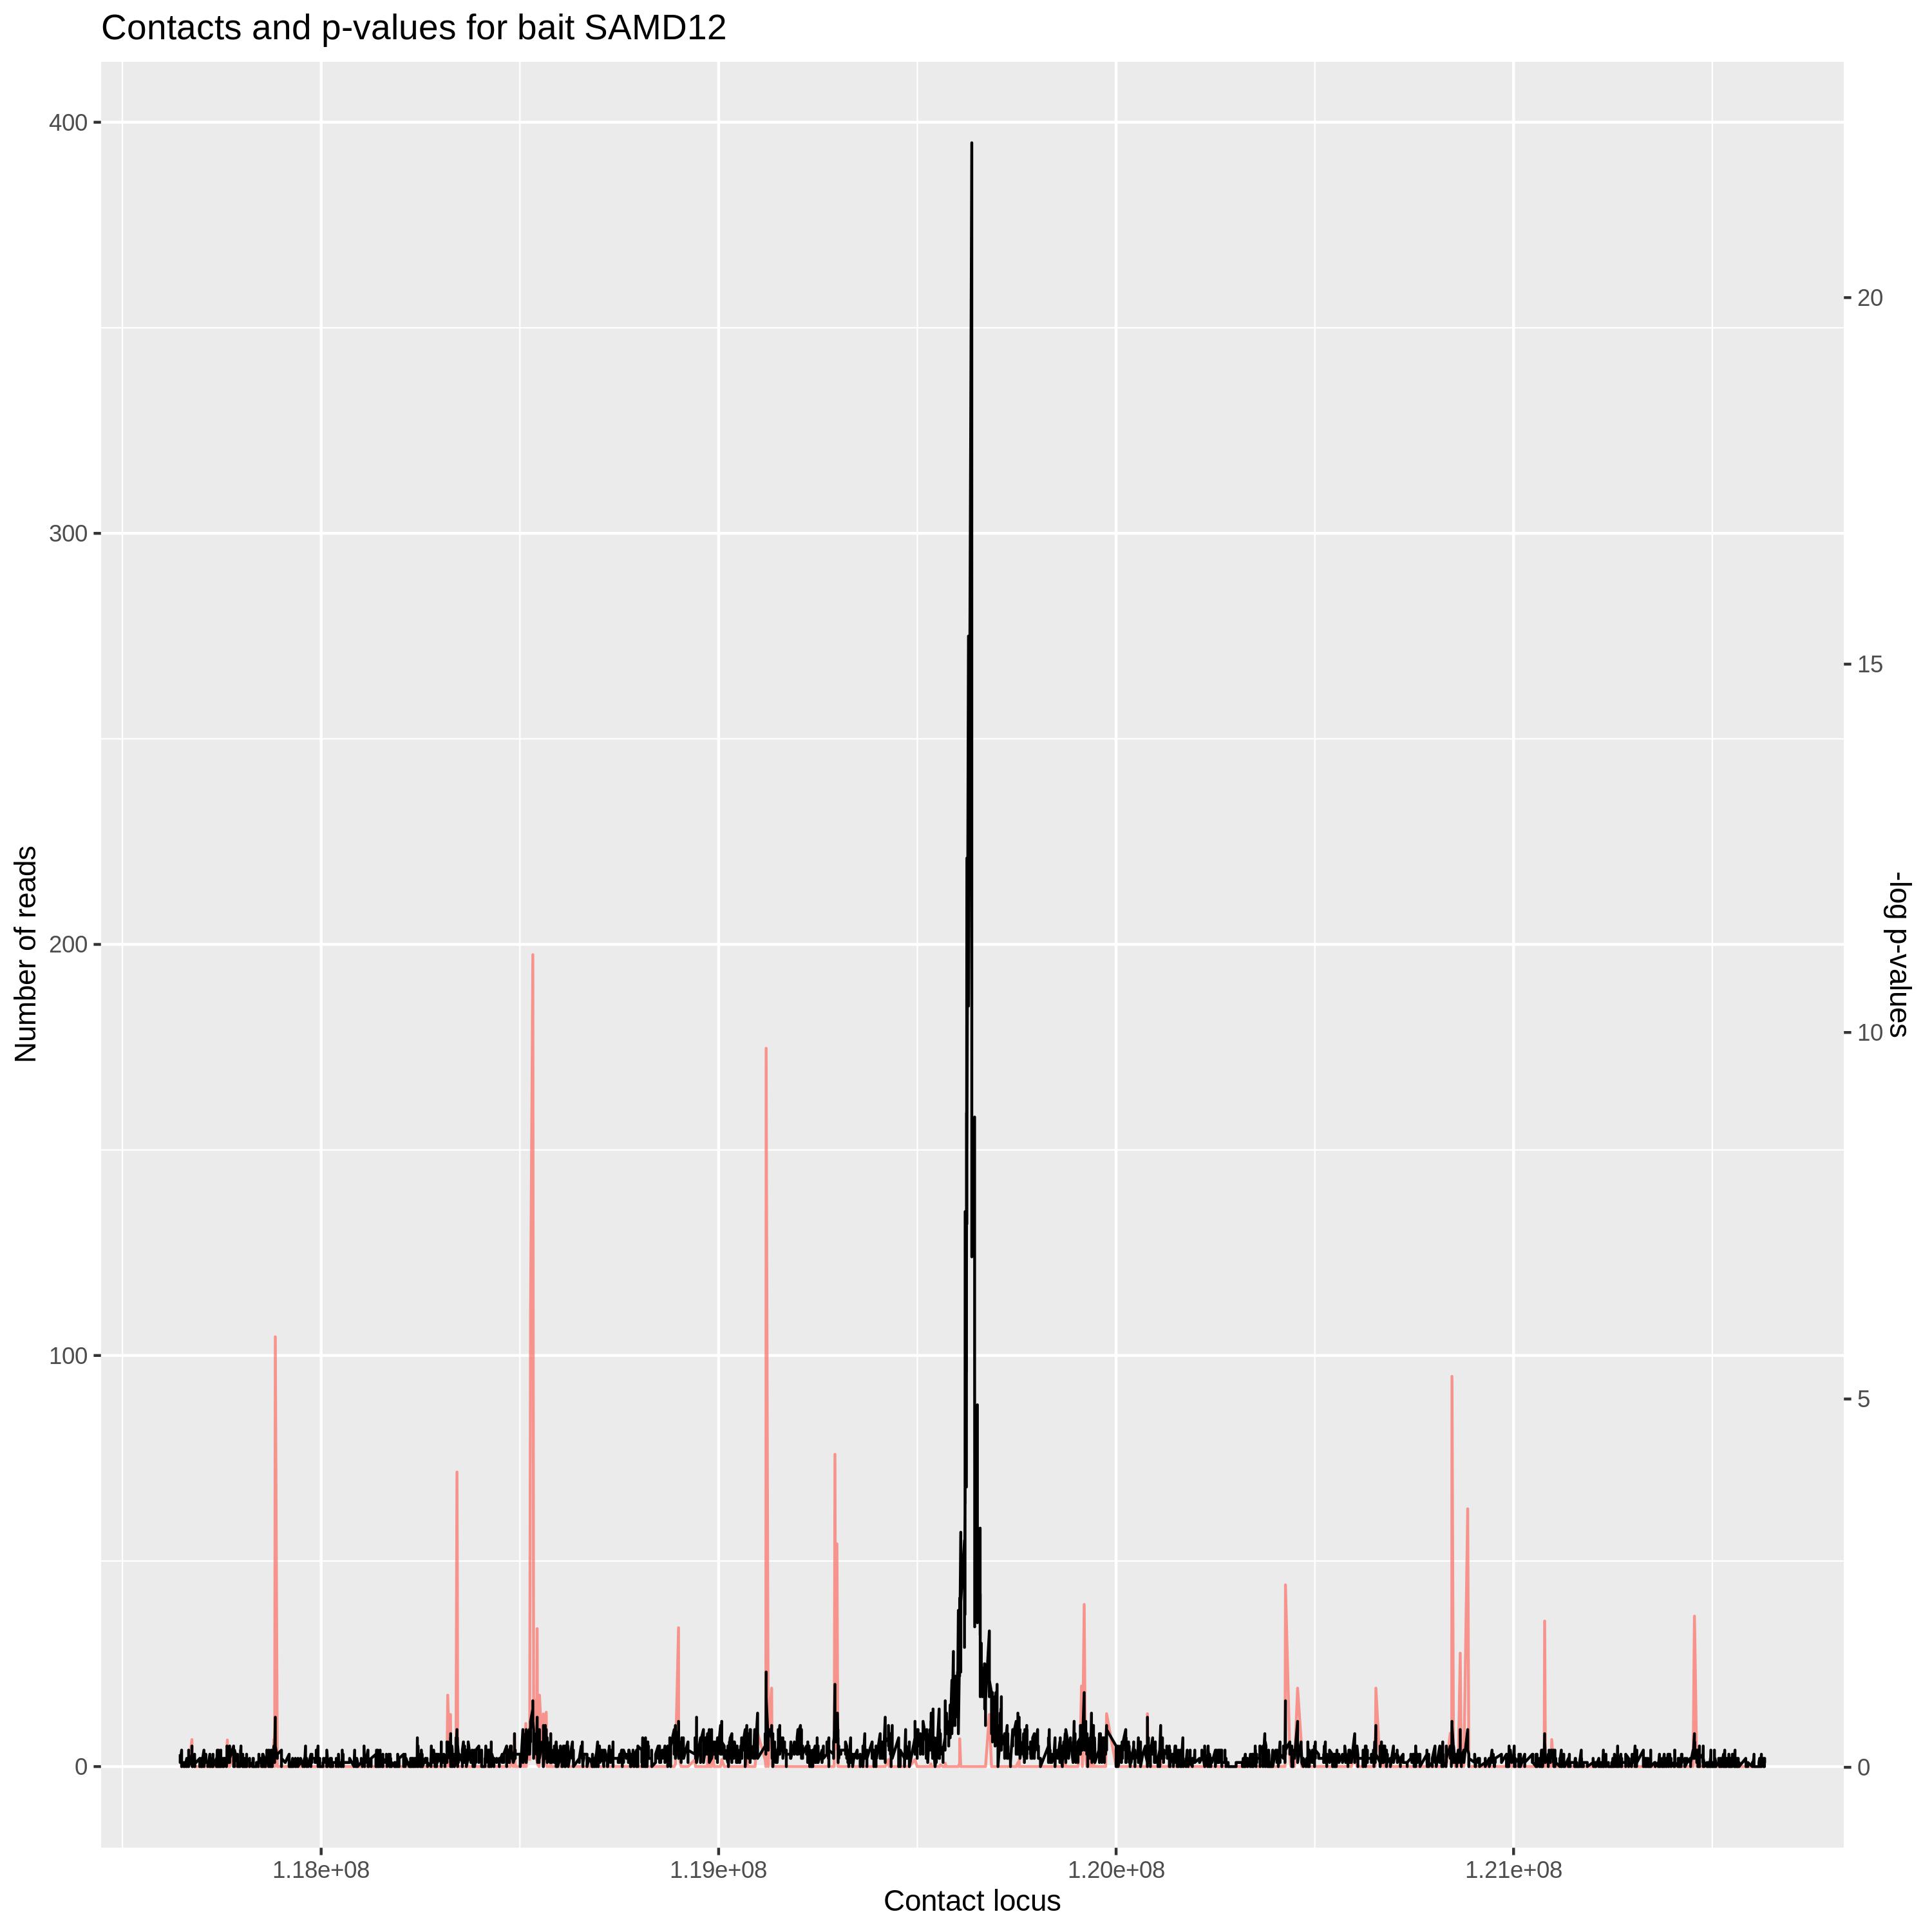 Contacts and p-values for bait SAMD12
400
300
200
100
0
Number of reads
20
15
10
5
0
-log p-values
1.18e+08
1.19e+08
1.20e+08
1.21e+08
Contact locus